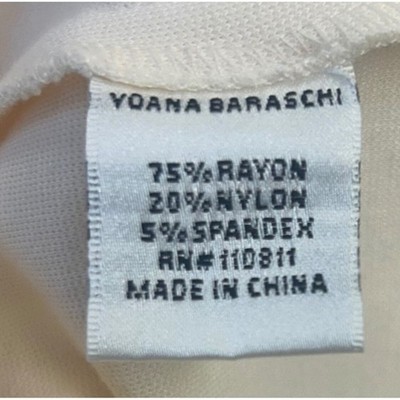 YOANA BARASCHI
75% RAYON
20% NYLON
5% SPANDEX
RN# 110811
MADE IN CHINA